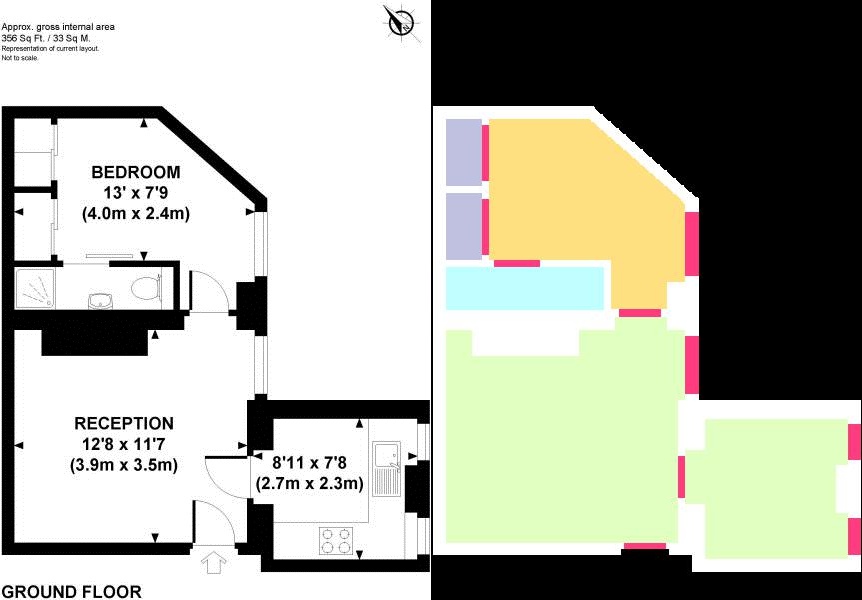 Approx. gross internal area
356 Sq Ft. / 33 Sq M.
Representation of current layout.
Not to scale.
N
BEDROOM
13' x 7'9
(4.0m x 2.4m)
RECEPTION
12'8 x 11'7
(3.9m x 3.5m)
8'11 x 7'8
(2.7m x 2.3m)
GROUND FLOOR